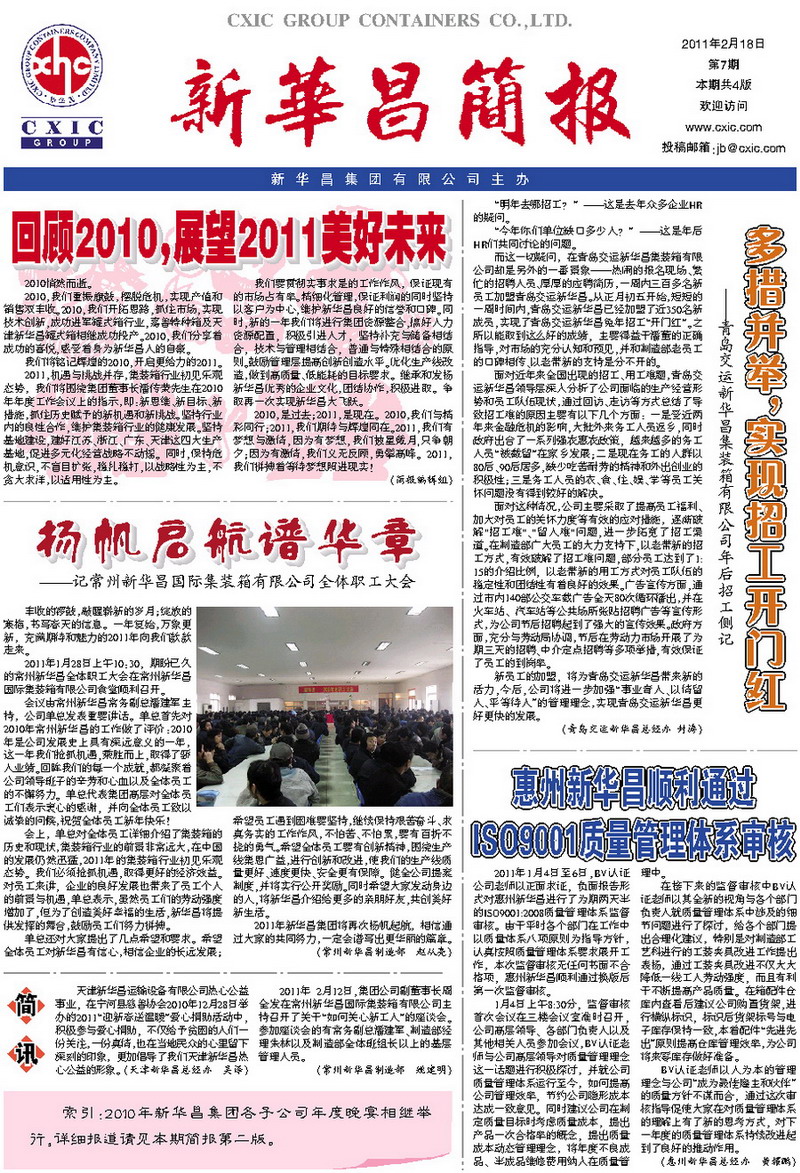 CXIC GROUP CONTAINERS CO.,LTD.
CXIC GROUP CONTAINERS COMPANY LIMITED
CXIC
GROUP
新華昌簡报
2011年2月18日
第7期
本期共4版
欢迎访问
www.cxic.com
投稿邮箱:jb@cxic.com
新华昌集团有限公司主办
回顾2010,展望2011美好未来
2010悄然而逝。
2010,我们重振旗鼓,摆脱危机,实现产值和
销售双丰收。2010,我们开拓思路,抓住市场,实现
技术创新,成功进军罐式箱行业,嘉善特种箱及天
津新华昌罐式箱相继成功投产。2010,我们分享着
成功的喜悦,感受着身为新华昌人的自豪。
我们将铭记辉煌的2010,开启更给力的2011。
2011,机遇与挑战并存,集装箱行业初见乐观
态势,我们将围绕集团董事长潘传黄先生在2010
年年度工作会议上的指示,即:新思维、新目标、新
措施,抓住历史赋予的新机遇和新挑战。坚持行业
内的良性合作,维护集装箱行业的健康发展。坚持
基地建设,建好江苏、浙江、广东、天津这四大生产
基地,促进多元化经营战略不动摇。同时,保持危
机意识,不盲目扩张,稳扎稳打,以战略性为主,不
贪大求洋,以适用性为主。
我们要贯彻实事求是的工作作风,保证现有
的市场占有率。精细化管理,保证利润的同时坚持
以客户为中心,维护新华昌良好的信誉和口碑。同
时,新的一年我们将进行集团资源整合,搞好人力
资源配置,积极引进人才,坚持补充与储备相结
合,技术与管理相结合,普通与特殊相结合的原
则,鼓励管理层提高创新创造水平,优化生产线改
造,做到高质量、低能耗的目标要求。继承和发扬
新华昌优秀的企业文化,团结协作,积极进取。争
取再一次实现新华昌大飞跃。
2010,是过去;2011,是现在。2010,我们与精
彩同行;2011,我们期待与辉煌同在。2011,我们有
梦想与激情,因为有梦想,我们披星戴月,只争朝
夕;因为有激情,我们义无反顾,勇攀高峰。2011,
我们拼搏着等待梦想照进现实!
(简报编辑组)
杨帆启航谱华章
——记常州新华昌国际集装箱有限公司全体职工大会
丰收的锣鼓,敲醒崭新的岁月;绽放的
寒梅,书写春天的信息。一年复始,万象更
新,充满期待和魅力的2011年向我们款款
走来。
2011年1月28日上午10:30,期盼已久
的常州新华昌全体职工大会在常州新华昌
国际集装箱有限公司食堂顺利召开。
会议由常州新华昌常务副总潘建军主
持,公司单总发表重要讲话。单总首先对
2010年常州新华昌的工作做了评价:2010
年是公司发展史上具有深远意义的一年,
这一年我们抢抓机遇,乘胜而上,取得了骄
人业绩。回眸我们的每一个成就,都凝聚着
公司领导班子的辛劳和心血以及全体员工
的不懈努力。单总代表集团高层对全体员
工们表示衷心的感谢,并向全体员工致以
诚挚的问候,祝贺全体员工新年快乐!
会上,单总对全体员工详细介绍了集装箱的
历史和现状,集装箱行业的前景非常远大,在中国
的发展仍然迅猛,2011年的集装箱行业初见乐观
态势。我们必须抢抓机遇,取得更好的经济效益。
对员工来讲,企业的良好发展也带来了员工个人
的前景与机遇,单总表示,虽然员工们的劳动强度
增加了,但为了创造美好幸福的生活,新华昌将提
供发挥的舞台,鼓励员工们努力拼搏。
单总还对大家提出了几点希望和要求。希望
全体员工对新华昌有信心,相信企业的长远发展;
希望员工遇到困难要坚持,继续保持艰苦奋斗、求
真务实的工作作风,不怕苦、不怕累,要有百折不
挠的勇气。希望全体员工要有创新精神,围绕生产
线集思广益,进行创新和改进,使我们的生产线质
量更好、速度更快、安全更有保障。健全公司提案
制度,并将实行公开奖励。同时希望大家发动身边
的人,将新华昌介绍给更多的亲朋好友,共创美好
新生活。
2011年新华昌集团将再次杨帆起航,相信通
过大家的共同努力,一定会谱写出更华丽的篇章。
(常州新华昌制造部 赵从亮)
简
讯
天津新华昌运输设备有限公司热心公益
事业,在宁河县慈善协会2010年12月28日举
办的2011"迎新春送温暖"爱心捐助活动中,
积极参与爱心捐助,不仅给予贫困的人们一
份关注,一份真情,也在当地民众的心里留下
深刻的印象,更加倡导了我们天津新华昌热
心公益的形象。(天津新华昌总经办 吴泽)
2011年 2月12日,集团公司副董事长周
金发在常州新华昌国际集装箱有限公司主
持召开了关于"如何关心新工人"的座谈会。
参加座谈会的有常务副总潘建军、制造部经
理朱林以及制造部全体班组长以上的基层
管理人员。
(常州新华昌制造部 姚建明)
索引:2010年新华昌集团各子公司年度晚宴相继举
行。详细报道请见本期简报第二版。
"明年去哪招工?"——这是去年众多企业HR
的疑问。
"今年你们单位缺口多少人?"——这是年后
HR们共同讨论的问题。
而这一疑问,在青岛交运新华昌集装箱有限
公司却是另外的一番景象——热闹的报名现场、繁
忙的招聘人员、厚厚的应聘简历,一周内三百多名新
员工加盟青岛交运新华昌。从正月初五开始,短短的
一周时间内,青岛交运新华昌已经加盟了近350名新
成员,实现了青岛交运新华昌兔年招工"开门红"。之
所以能取到这么好的成绩,主要得益于潘董的正确
指导,对市场的充分认知和预见,并和制造部老员工
的口碑相传、以老带新的支持是分不开的。
面对近年来全国出现的招工、用工难题,青岛交
运新华昌领导层深入分析了公司面临的生产经营形
势和员工队伍现状,通过回访、走访等方式总结了导
致招工难的原因主要有以下几个方面:一是受近两
年来金融危机的影响,大批外来务工人员返乡,同时
政府出台了一系列强农惠农政策,越来越多的务工
人员"被截留"在家乡发展;二是现在务工的人群以
80后、90后居多,缺少吃苦耐劳的精神和外出创业的
积极性;三是务工人员的衣、食、住、娱、学等员工关
怀问题没有得到较好的解决。
面对这种情况,公司主要采取了提高员工福利、
加大对员工的关怀力度等有效的应对措施,逐渐破
解"招工难"、"留人难"问题,进一步拓宽了招工渠
道。在制造部广大员工的大力支持下,以老带新的招
工方式,有效破解了招工难问题,部分员工达到了1:
15的介绍比例,以老带新的用工方式对员工队伍的
稳定性和团结性有着良好的效果。广告宣传方面,通
过市内140部公交车载广告全天80次循环播出,并在
火车站、汽车站等公共场所张贴招聘广告等宣传形
式,为公司节后招聘起到了强大的宣传效果。政府方
面,充分与劳动局协调,节后在劳动力市场开展了为
期三天的招聘、中介定点招聘等多项举措,有效保证
了员工的到岗率。
新员工的加盟,将为青岛交运新华昌带来新的
活力,今后,公司将进一步加强"事业育人、以情留
人、平等待人"的管理理念,实现青岛交运新华昌更
好更快的发展。
(青岛交运新华昌总经办 封涛)
多措并举,实现招工开门红
——青岛交运新华昌集装箱有限公司年后招工侧记
惠州新华昌顺利通过
ISO9001质量管理体系审核
2011年1月4日至6日,BV认证
公司老师以正面求证,负面报告形
式对惠州新华昌进行了为期两天半
的ISO9001:2008质量管理体系监督
审核。由于平时各个部门在工作中
以质量体系八项原则为指导方针,
认真按照质量管理体系要求展开工
作,本次监督审核无任何书面不合
格项,惠州新华昌顺利通过换版后
第一次监督审核。
1月4日上午8:30分,监督审核
首次会议在三楼会议室准时召开,
公司高层领导、各部门负责人以及
其他相关人员参加会议,BV认证老
师与公司高层领导对质量管理理念
这一话题进行积极探讨,并就公司
质量管理体系运行至今,如何提高
公司管理效率,节约公司隐形成本
达成一致意见。同时建议公司在制
定质量目标时考虑质量成本,提出
产品一次合格率的概念,提出质量
成本动态管理理念,将年度不良成
品、半成品维修费用纳入在质量管
理中。
在接下来的监督审核中BV认
证老师以其全新的视角与各个部门
负责人就质量管理体系中涉及的细
节问题进行了探讨,给各个部门提
出合理化建议,特别是对制造部工
艺科进行的工装夹具改进工作提出
表扬,通过工装夹具改进不仅大大
降低一线工人劳动强度,而且有利
于不断提高产品质量。在箱配件仓
库内查看后建议公司购置货架,进
行横纵标识,标识后货架标号与电
子库存保持一致,本着配件"先进先
出"原则提高仓库管理效率,为公司
将来零库存做好准备。
BV认证老师以人为本的管理
理念与公司"成为最佳雇主和伙伴"
的质量方针不谋而合,通过这次审
核指导促使大家在对质量管理体系
的理解上有了新的思考方式,对下
一年度的质量管理体系持续改进起
到了良好的推动作用。
(惠州新华昌总经办 黄耀鹏)